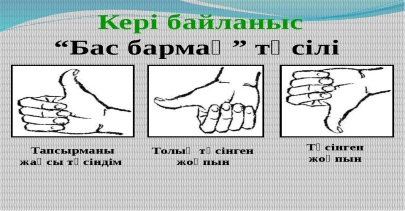 Кері байланыс
“Бас бармақ” тәсілі
Тапсырманы
жақсы түсіндім
Толық түсінген
жоқпын
Түсінген
жоқпын